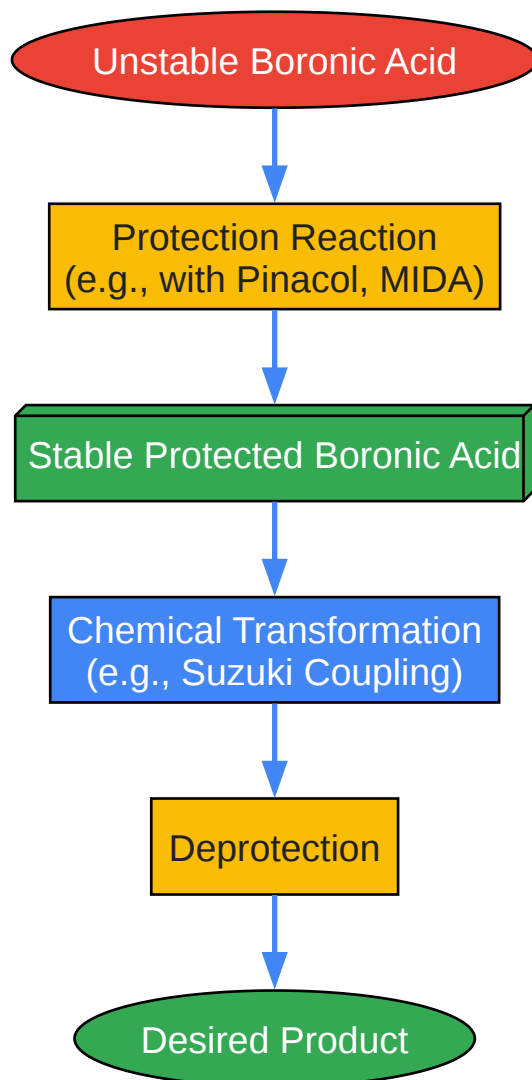 Unstable Boronic Acid
Protection Reaction
(e.g., with Pinacol, MIDA)
Stable Protected Boronic Acid
Chemical Transformation
(e.g., Suzuki Coupling)
Deprotection
Desired Product